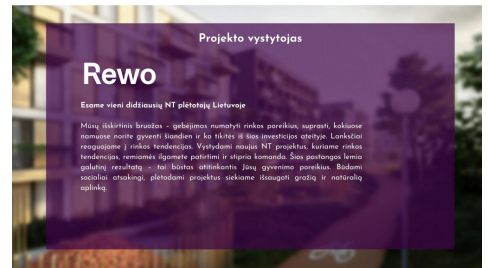 Projekto vystytojas
Rewo
Esame vieni didžiausių NT plėtotojų Lietuvoje
Mūsų išskirtinis bruožas – gebėjimas numatyti rinkos poreikius, suprasti, kokiuose
namuose norite gyventi šiandien ir ko tikitės iš šios investicijos ateityje. Lanksčiai
reaguojame į rinkos tendencijas. Vystydami naujus NT projektus, kuriame rinkos
tendencijas, remiamės ilgamete patirtimi ir stipria komanda. Šios pastangos lemia
galutinį rezultatą – tai būstas atitinkantis Jūsų gyvenimo poreikius. Būdami
socialiai atsakingi, plėtodami projektus siekiame išsaugoti gražią ir natūralią
aplinką.